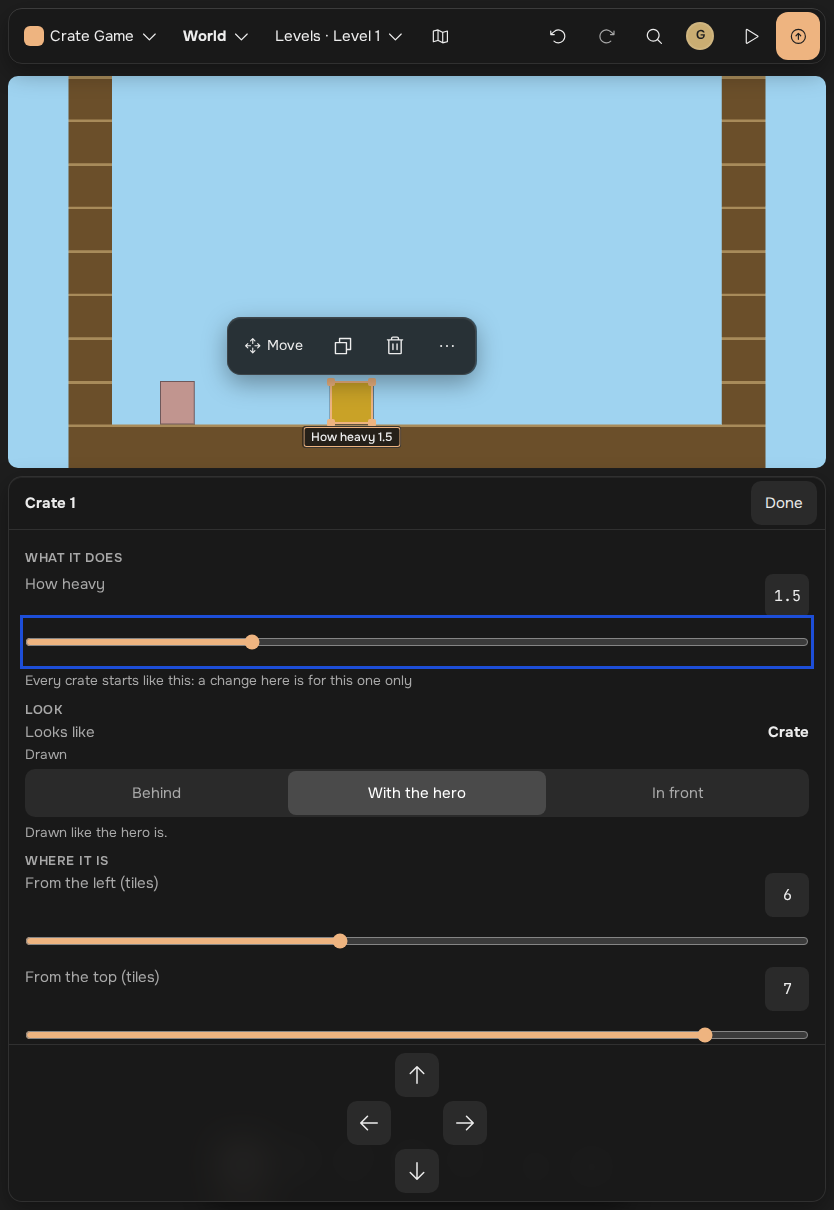 Crate Game World Levels · Level 1 G
Move
How heavy 1.5
Crate 1 Done
WHAT IT DOES
How heavy 1.5
Every crate starts like this: a change here is for this one only
LOOK
Looks like Crate
Drawn
Behind With the hero In front
Drawn like the hero is.
WHERE IT IS
From the left (tiles) 6
From the top (tiles) 7